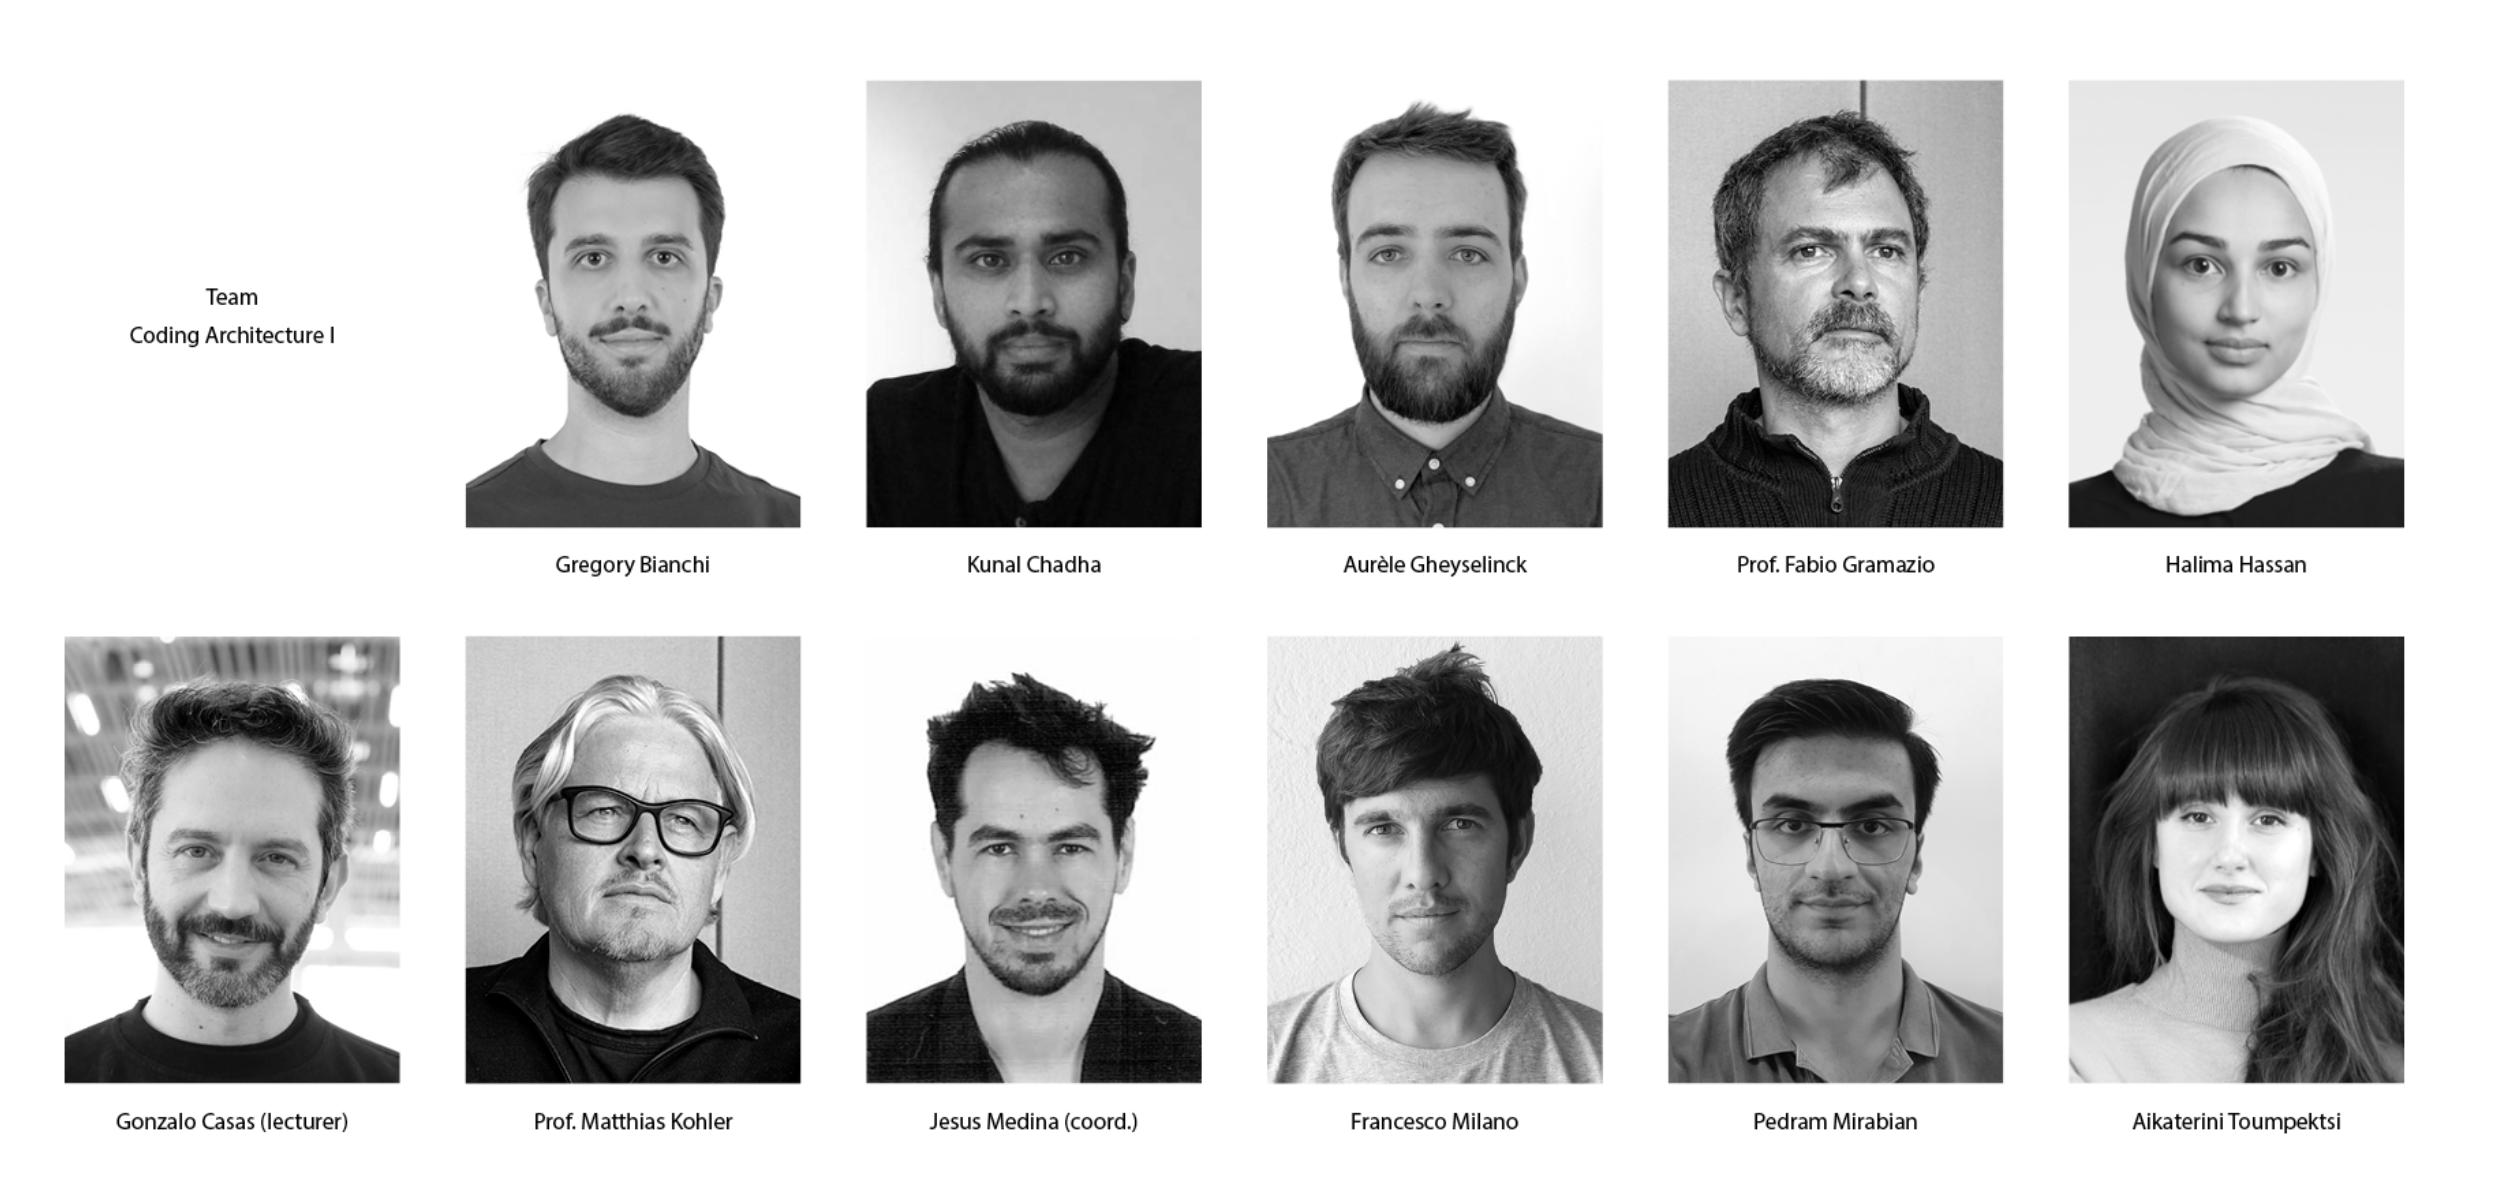 Team
Coding Architecture I
Gregory Bianchi
Kunal Chadha
Aurèle Gheyselinck
Prof. Fabio Gramazio
Halima Hassan
Gonzalo Casas (lecturer)
Prof. Matthias Kohler
Jesus Medina (coord.)
Francesco Milano
Pedram Mirabian
Aikaterini Toumpektsi